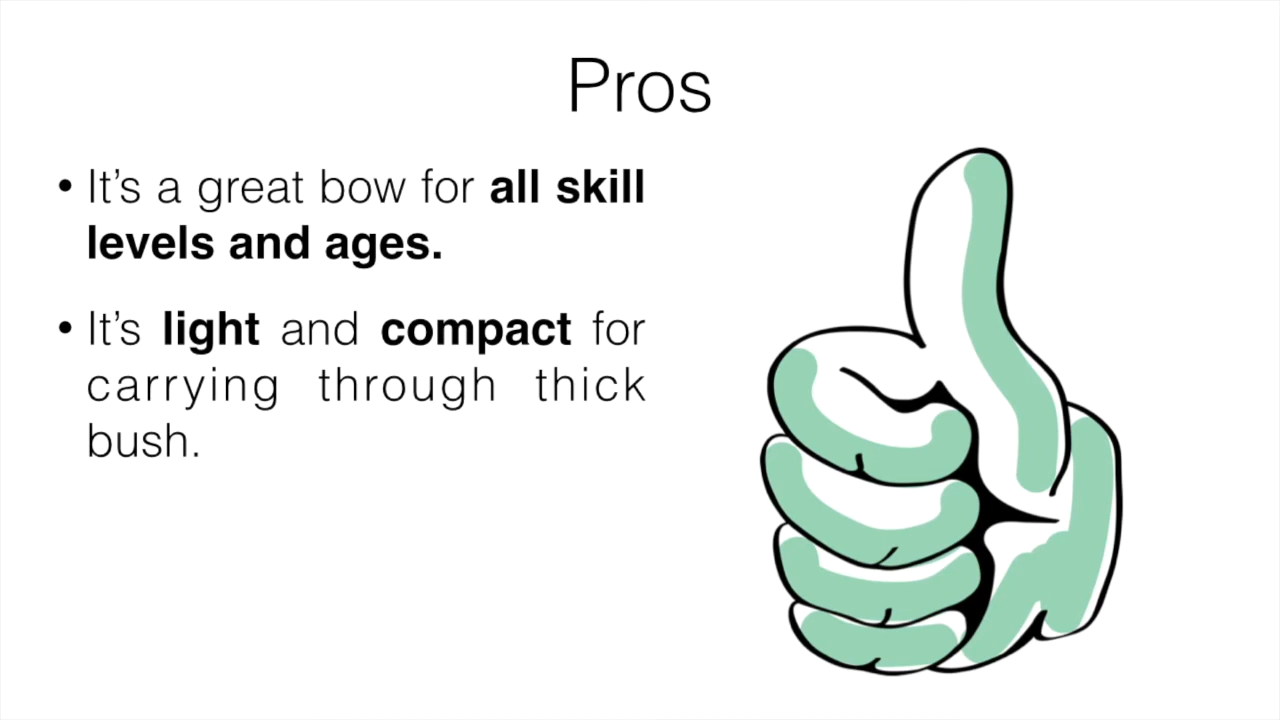 Pros
• It’s a great bow for all skill
levels and ages.
• It’s light and compact for
carrying through thick
bush.